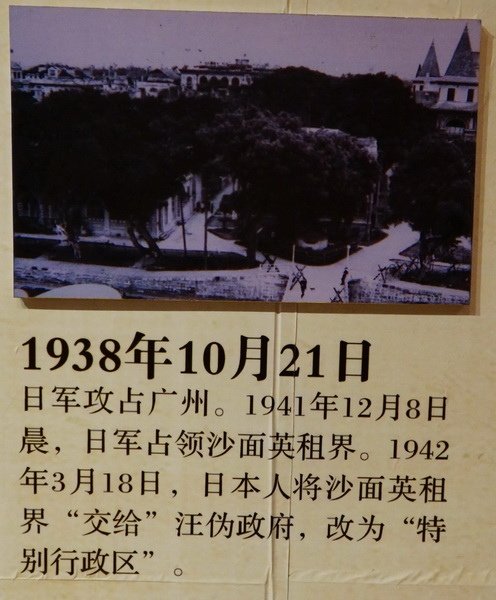 1938年10月21日
日军攻占广州。1941年12月8日
晨，日军占领沙面英租界。1942
年3月18日，日本人将沙面英租
界“交给”汪伪政府，改为“特
别行政区”。